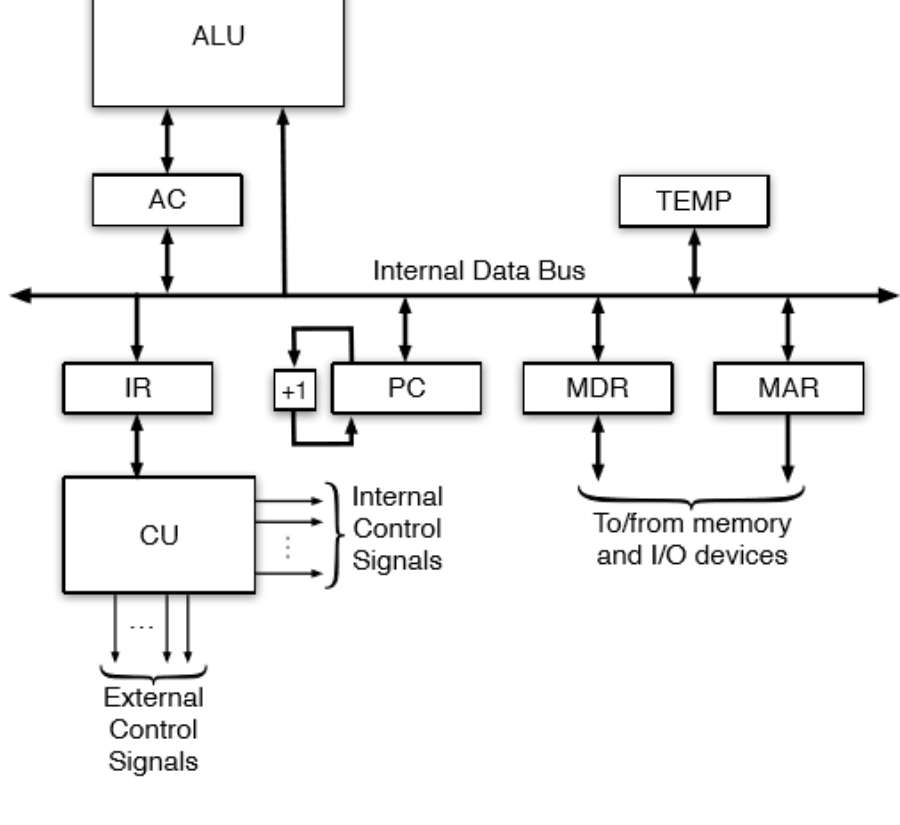 ALU
AC
TEMP
Internal Data Bus
IR
+1
PC
MDR
MAR
CU
Internal
Control
Signals
To/from memory
and I/O devices
...
External
Control
Signals